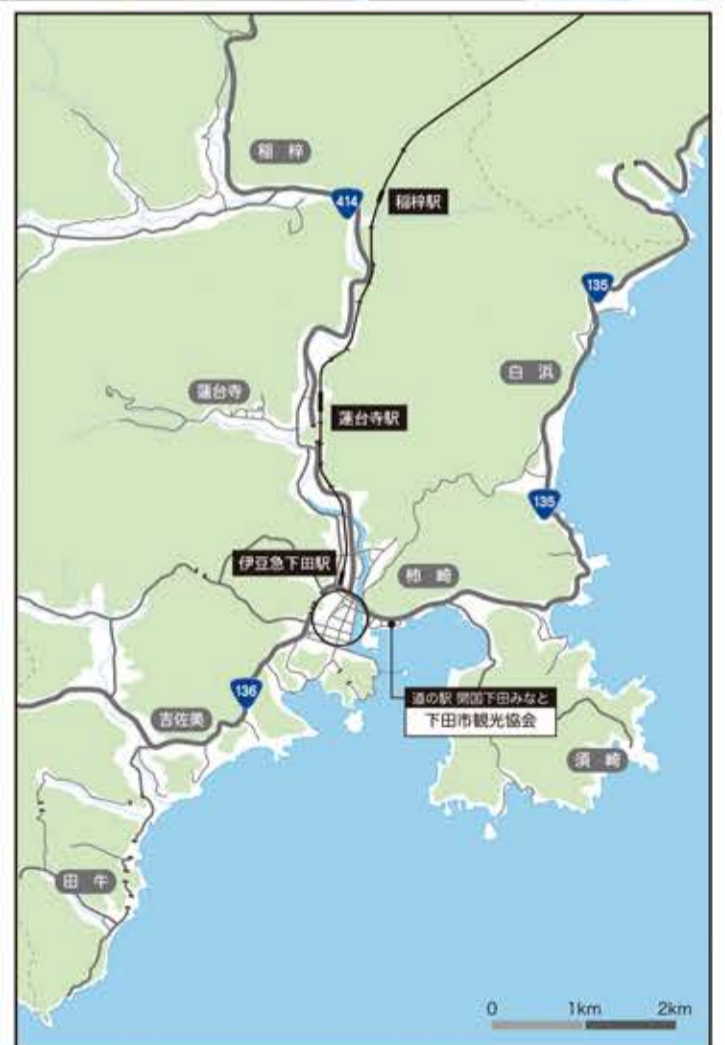 稲梓
414
稲梓駅
135
白浜
蓮台寺
蓮台寺駅
135
伊豆急下田駅
柿崎
136
道の駅 開国下田みなと
下田市観光協会
吉佐美
須崎
田牛
0 1km 2km